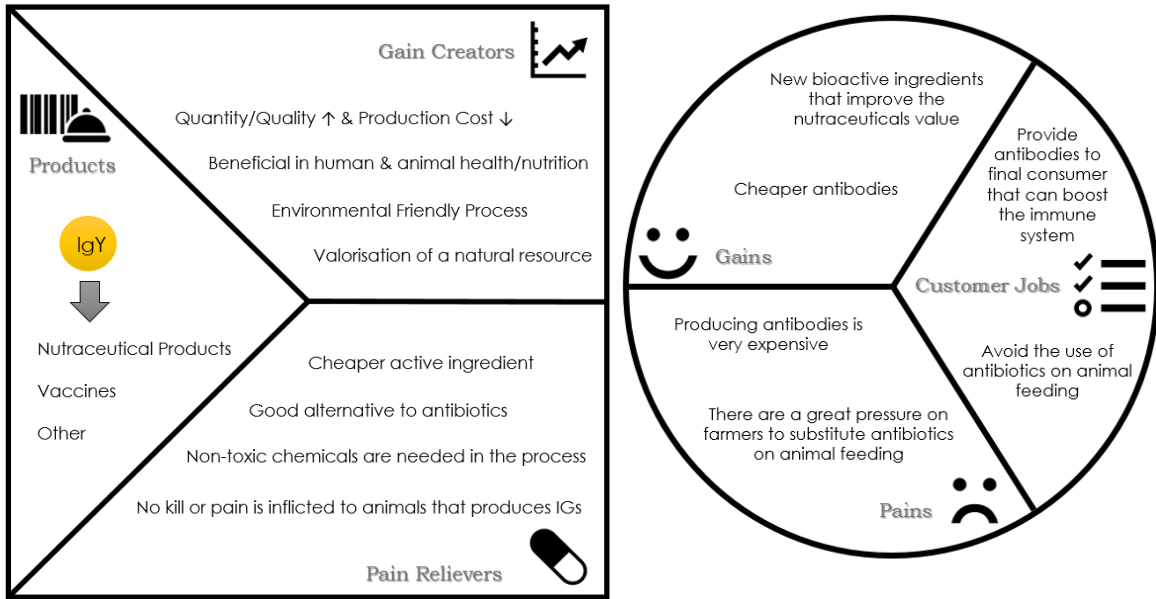 Gain Creators
Quantity/Quality ↑ & Production Cost ↓
Beneficial in human & animal health/nutrition
Environmental Friendly Process
Valorisation of a natural resource
Products
IgY
Nutraceutical Products
Vaccines
Other
Cheaper active ingredient
Good alternative to antibiotics
Non-toxic chemicals are needed in the process
No kill or pain is inflicted to animals that produces IGs
Pain Relievers
New bioactive ingredients
that improve the
nutraceuticals value
Cheaper antibodies
Gains
Provide
antibodies to
final consumer
that can boost
the immune
system
Customer Jobs
Avoid the use of
antibiotics on animal
feeding
Producing antibodies is
very expensive
There are a great pressure on
farmers to substitute antibiotics
on animal feeding
Pains